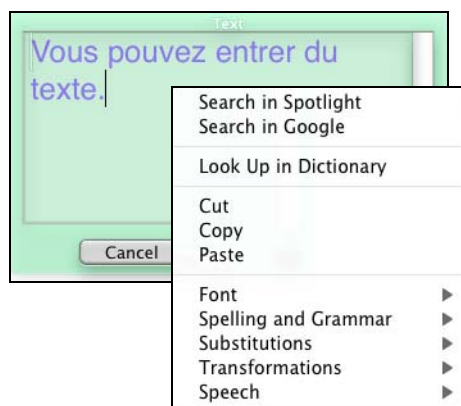 Text
Vous pouvez entrer du
texte.
Cancel
Search in Spotlight
Search in Google
Look Up in Dictionary
Cut
Copy
Paste
Font
Spelling and Grammar
Substitutions
Transformations
Speech